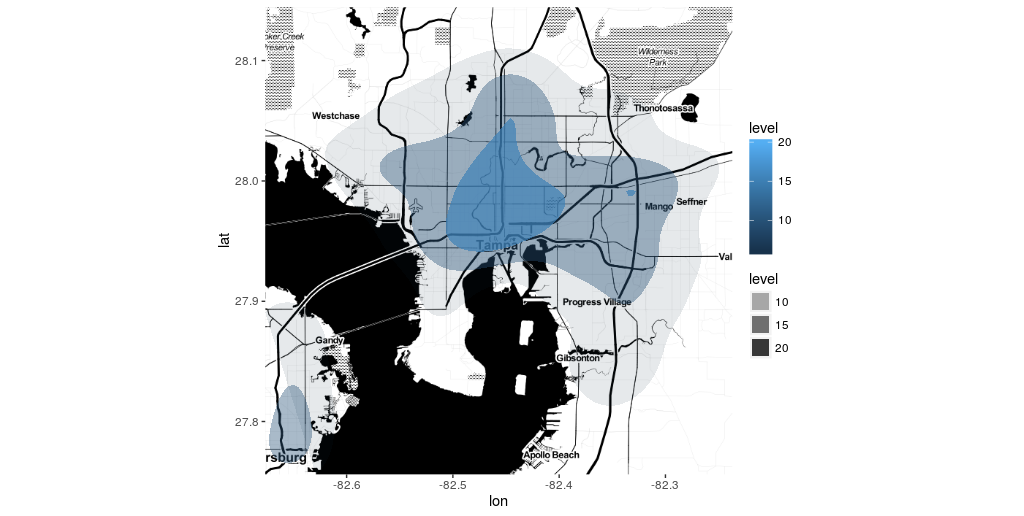 oker Creek
Preserve
Wilderness
Park
Westchase
Thonotosassa
Mango
Seffner
Tampa
Val
Progress Village
Gandy
Gibsonton
rsburg
Apollo Beach
28.1
28.0
27.9
27.8
lat
-82.6
-82.5
-82.4
-82.3
lon
level
20
15
10
level
10
15
20